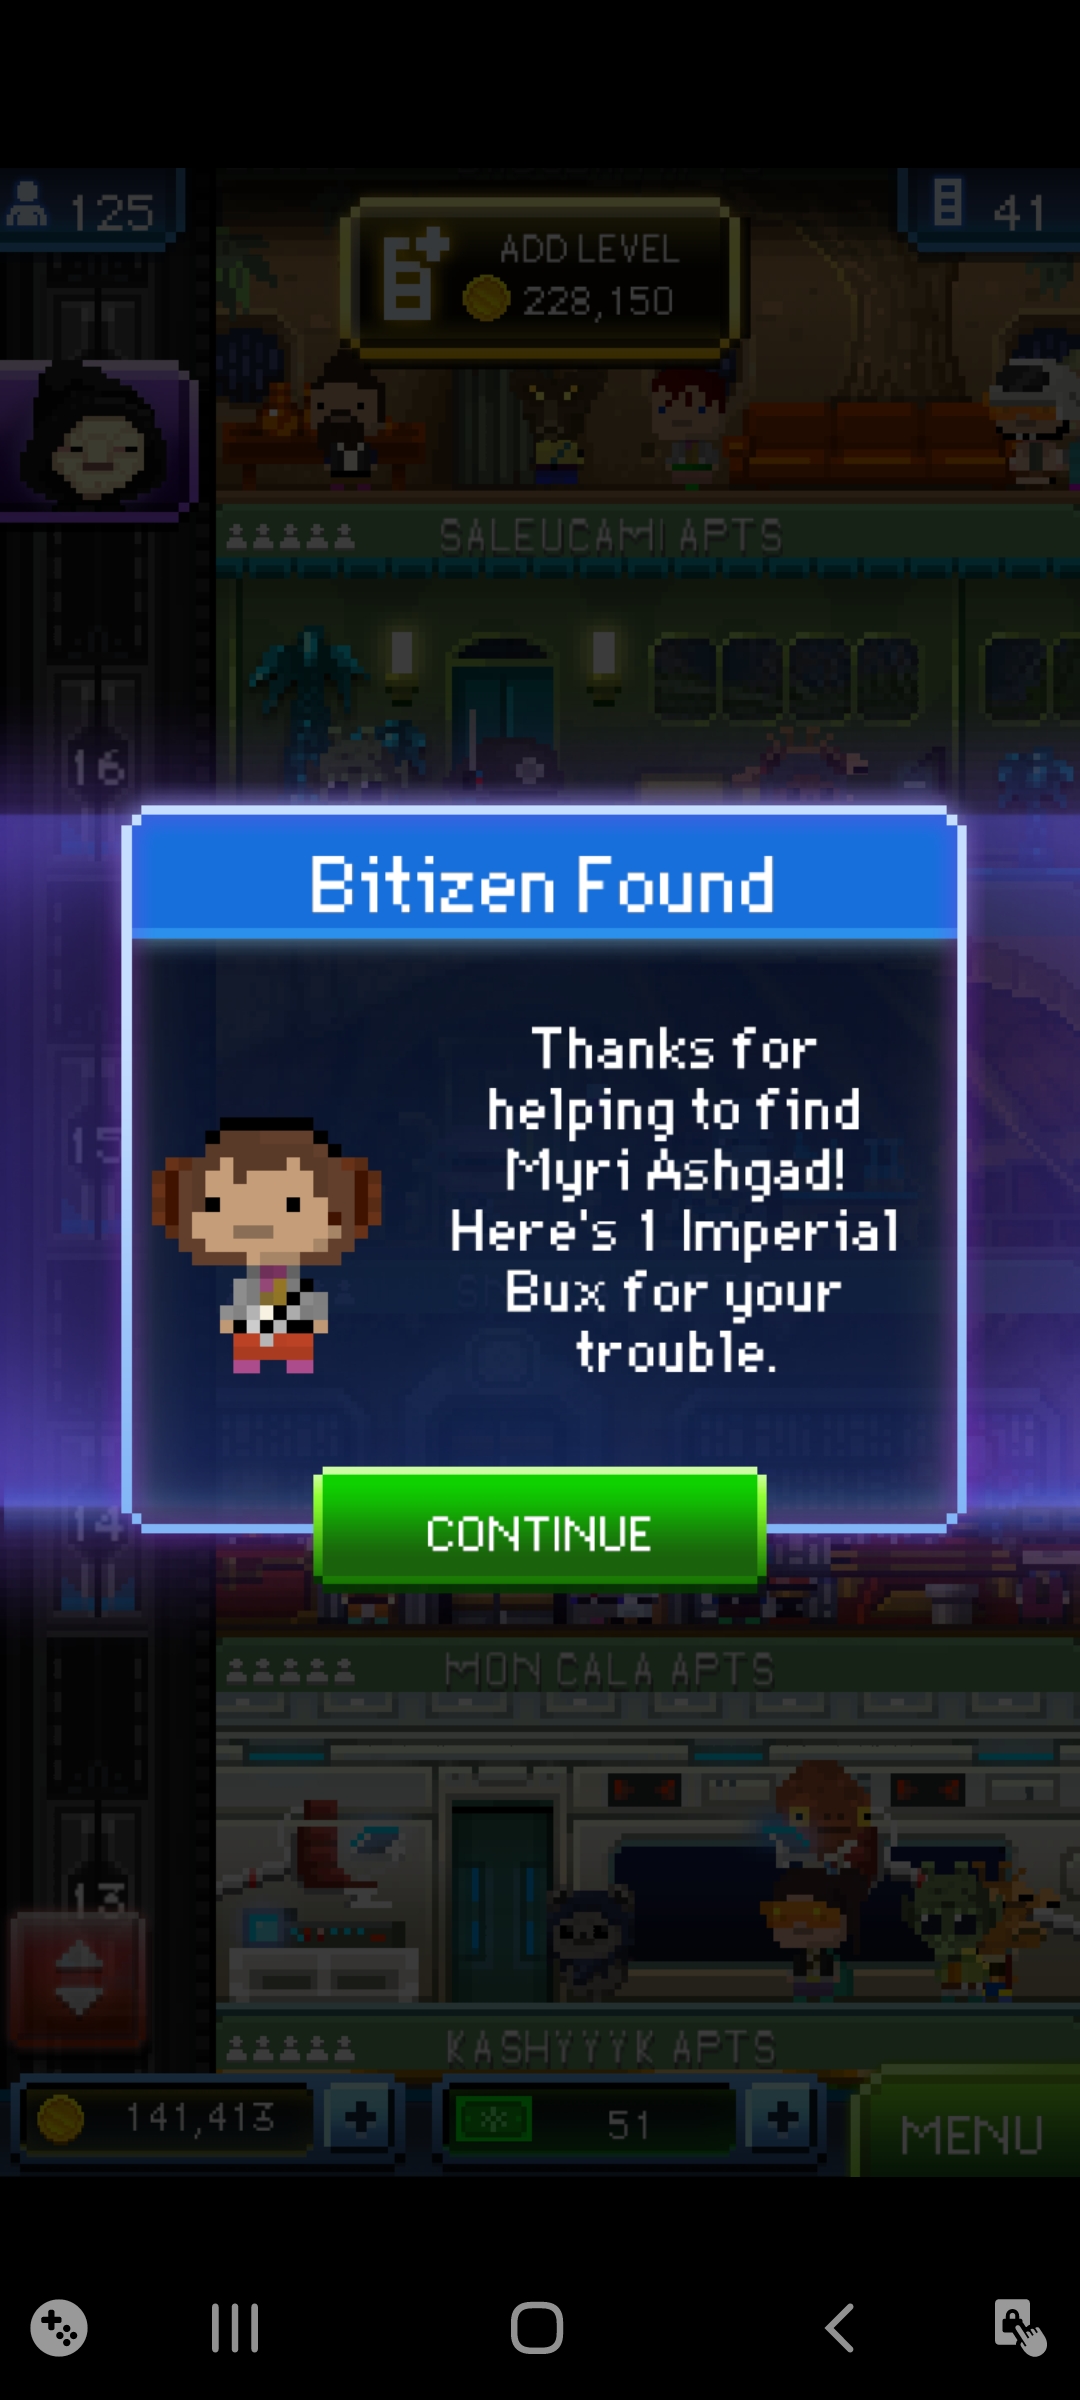 125
ADD LEVEL
228,150
41
SALEUCAMI APTS
16
Bitizen Found
Thanks for
helping to find
Myri Ashgad!
Here's 1 Imperial
Bux for your
trouble.
15
14
CONTINUE
MON CALA APTS
13
KASHYYYK APTS
141,413
51
MENU